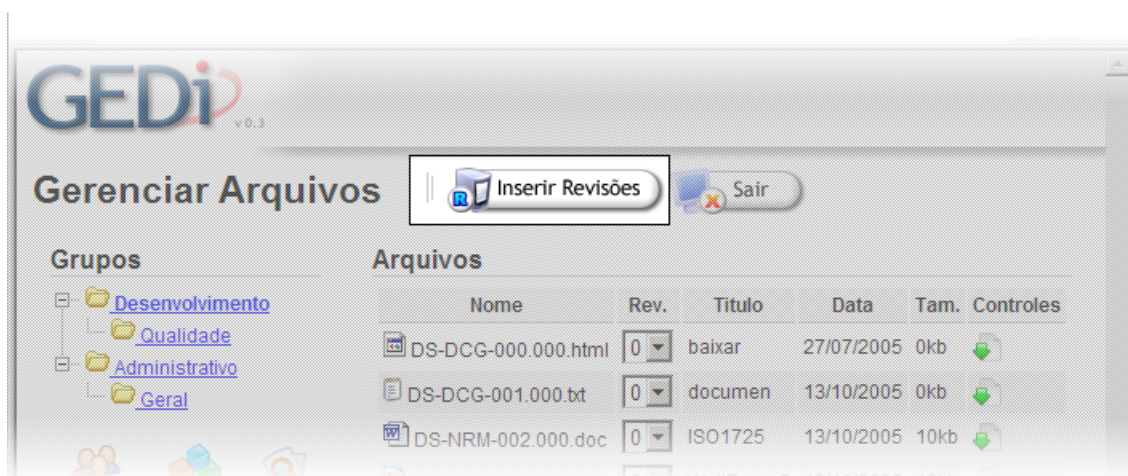 GEDi v 0.3
Gerenciar Arquivos Inserir Revisões Sair
Grupos
Desenvolvimento
Qualidade
Administrativo
Geral
Arquivos
Nome Rev. Titulo Data Tam. Controles
DS-DCG-000.000.html 0 baixar 27/07/2005 0kb
DS-DCG-001.000.txt 0 documen 13/10/2005 0kb
DS-NRM-002.000.doc 0 ISO1725 13/10/2005 10kb